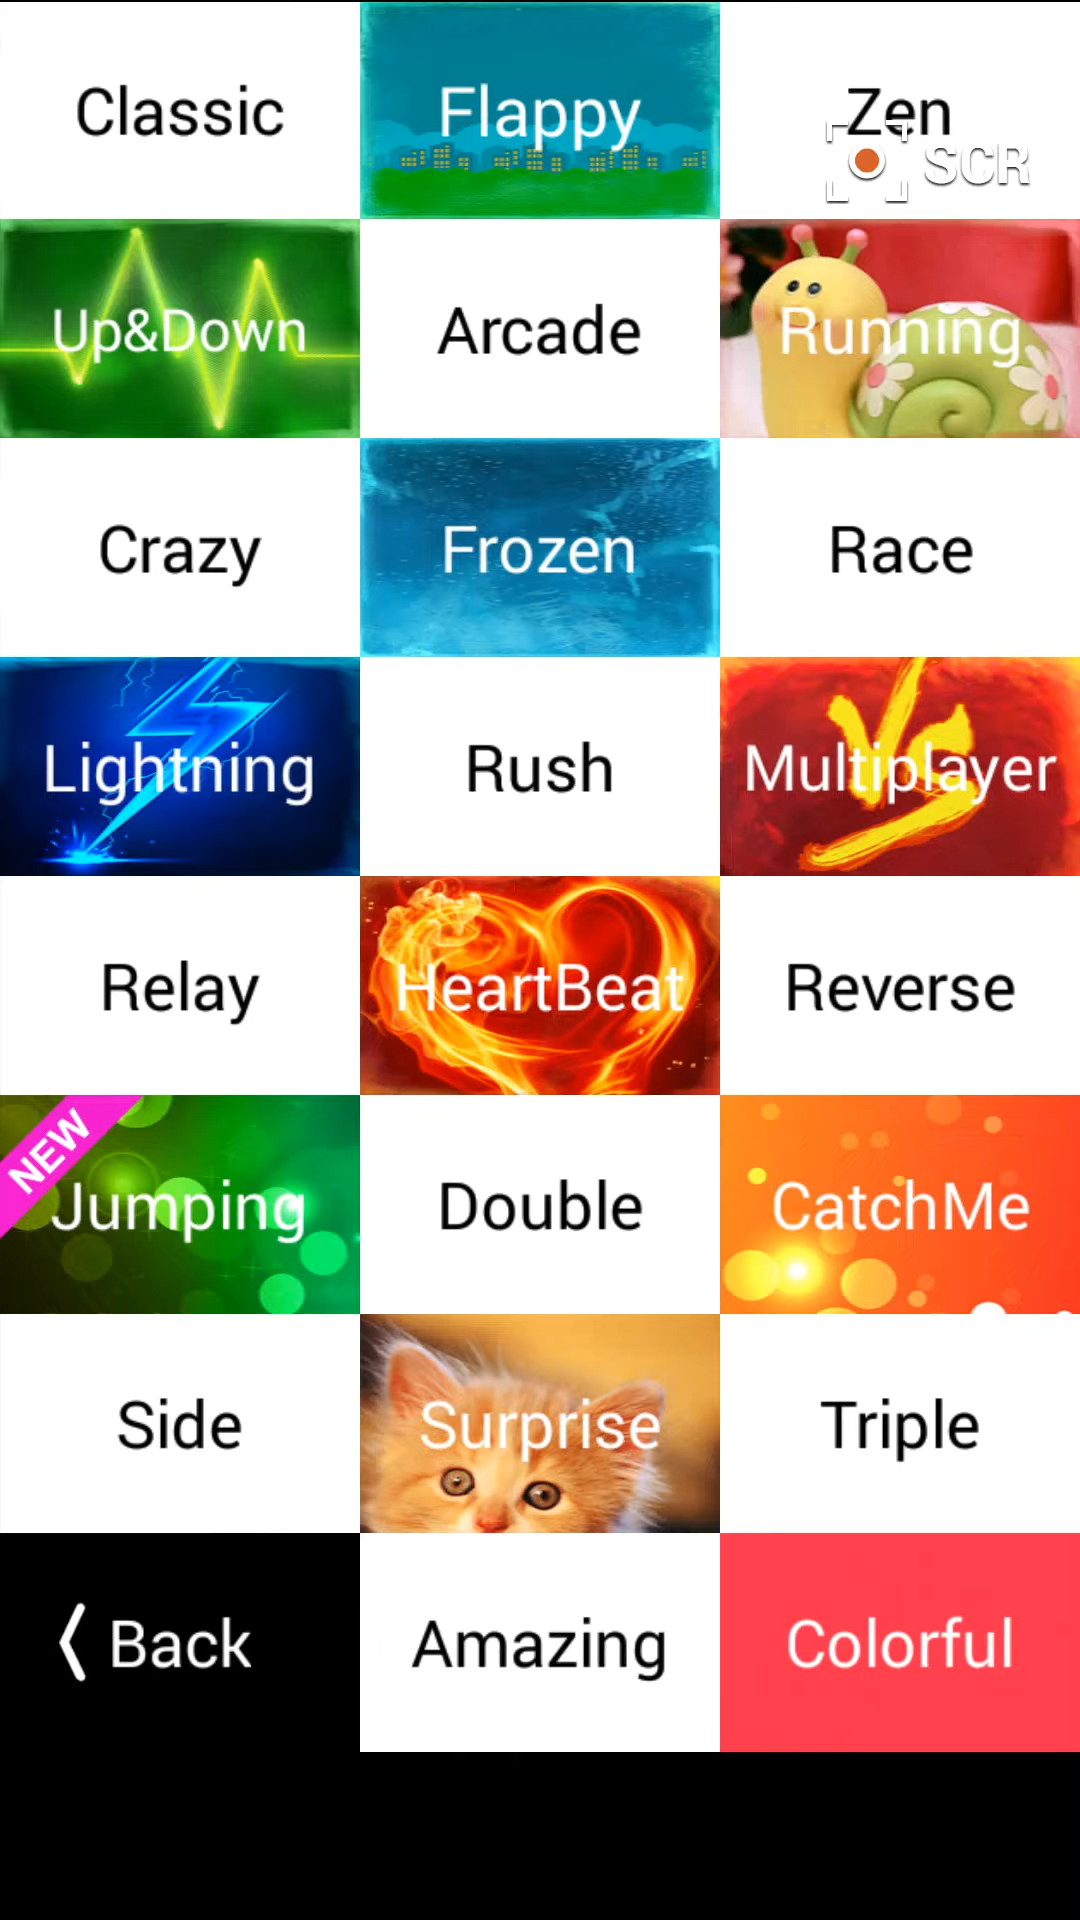 Classic
Flappy
Zen
SCR
Up&Down
Arcade
Running
Crazy
Frozen
Race
Lightning
Rush
VS
Multiplayer
Relay
HeartBeat
Reverse
NEW
Jumping
Double
CatchMe
Side
Surprise
Triple
Back
Amazing
Colorful